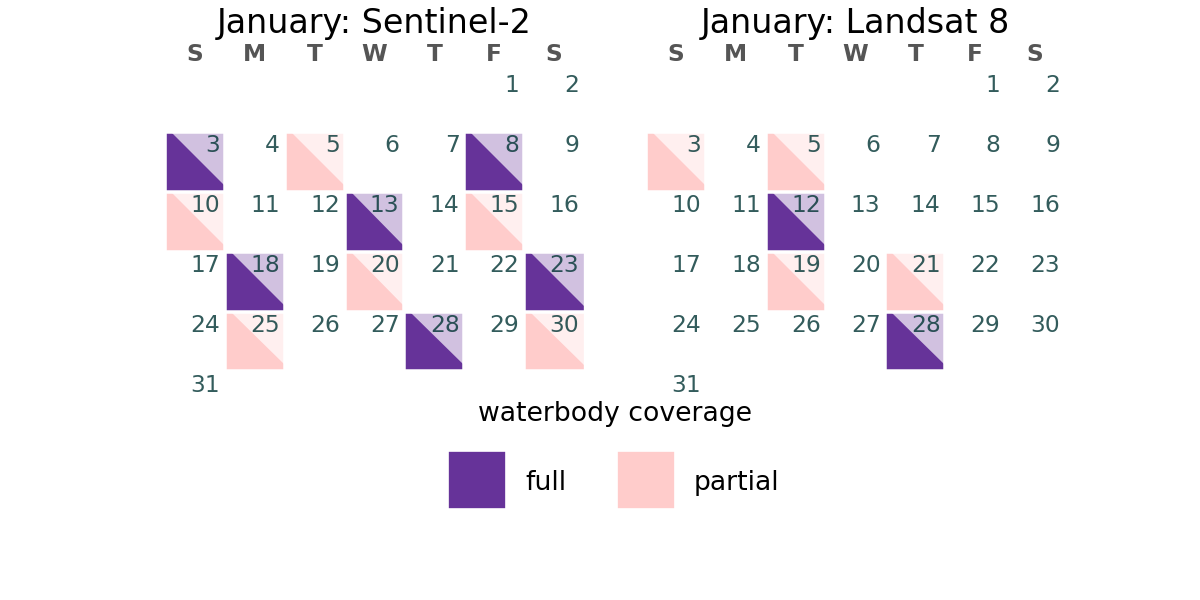 January: Sentinel-2
S M T W T F S
1 2
3 4 5 6 7 8 9
10 11 12 13 14 15 16
17 18 19 20 21 22 23
24 25 26 27 28 29 30
31
January: Landsat 8
S M T W T F S
1 2
3 4 5 6 7 8 9
10 11 12 13 14 15 16
17 18 19 20 21 22 23
24 25 26 27 28 29 30
31
waterbody coverage
full
partial